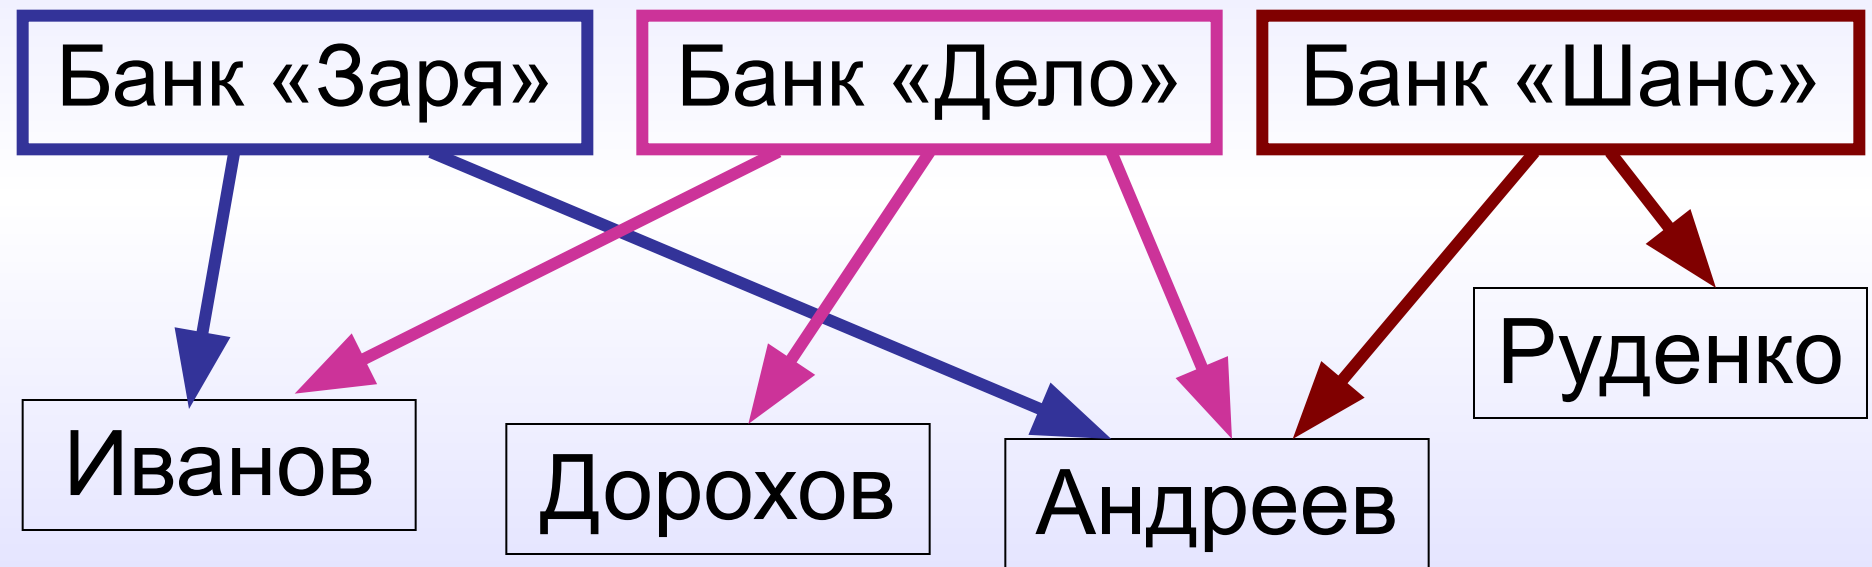 Банк «Заря»
Банк «Дело»
Банк «Шанс»
Руденко
Иванов
Дорохов
Андреев